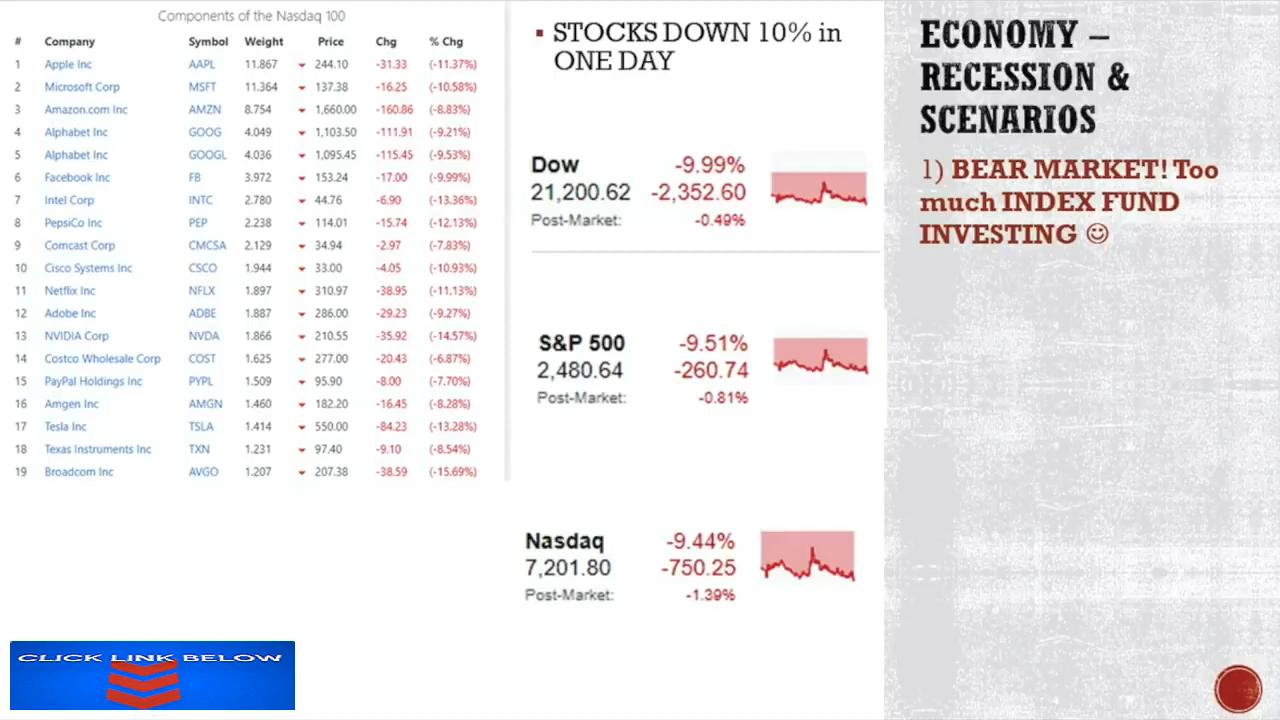 Components of the Nasdaq 100
# Company Symbol Weight Price Chg % Chg
1 Apple Inc AAPL 11.867 244.10 -31.33 (-11.37%)
2 Microsoft Corp MSFT 11.364 137.38 -16.25 (-10.58%)
3 Amazon.com Inc AMZN 8.754 1,660.00 -160.86 (-8.83%)
4 Alphabet Inc GOOG 4.049 1,103.50 -111.91 (-9.21%)
5 Alphabet Inc GOOGL 4.036 1,095.45 -115.45 (-9.53%)
6 Facebook Inc FB 3.972 153.24 -17.00 (-9.99%)
7 Intel Corp INTC 2.780 44.76 -6.90 (-13.36%)
8 PepsiCo Inc PEP 2.238 114.01 -15.74 (-12.13%)
9 Comcast Corp CMCSA 2.129 34.94 -2.97 (-7.83%)
10 Cisco Systems Inc CSCO 1.944 33.00 -4.05 (-10.93%)
11 Netflix Inc NFLX 1.897 310.97 -38.95 (-11.13%)
12 Adobe Inc ADBE 1.887 286.00 -29.23 (-9.27%)
13 NVIDIA Corp NVDA 1.866 210.55 -35.92 (-14.57%)
14 Costco Wholesale Corp COST 1.625 277.00 -20.43 (-6.87%)
15 PayPal Holdings Inc PYPL 1.509 95.90 -8.00 (-7.70%)
16 Amgen Inc AMGN 1.460 182.20 -16.45 (-8.28%)
17 Tesla Inc TSLA 1.414 550.00 -84.23 (-13.28%)
18 Texas Instruments Inc TXN 1.231 97.40 -9.10 (-8.54%)
19 Broadcom Inc AVGO 1.207 207.38 -38.59 (-15.69%)
STOCKS DOWN 10% in
ONE DAY
Dow -9.99%
21,200.62 -2,352.60
Post-Market: -0.49%
S&P 500 -9.51%
2,480.64 -260.74
Post-Market: -0.81%
Nasdaq -9.44%
7,201.80 -750.25
Post-Market: -1.39%
ECONOMY –
RECESSION &
SCENARIOS
1) BEAR MARKET! Too
much INDEX FUND
INVESTING ☺
CLICK LINK BELOW